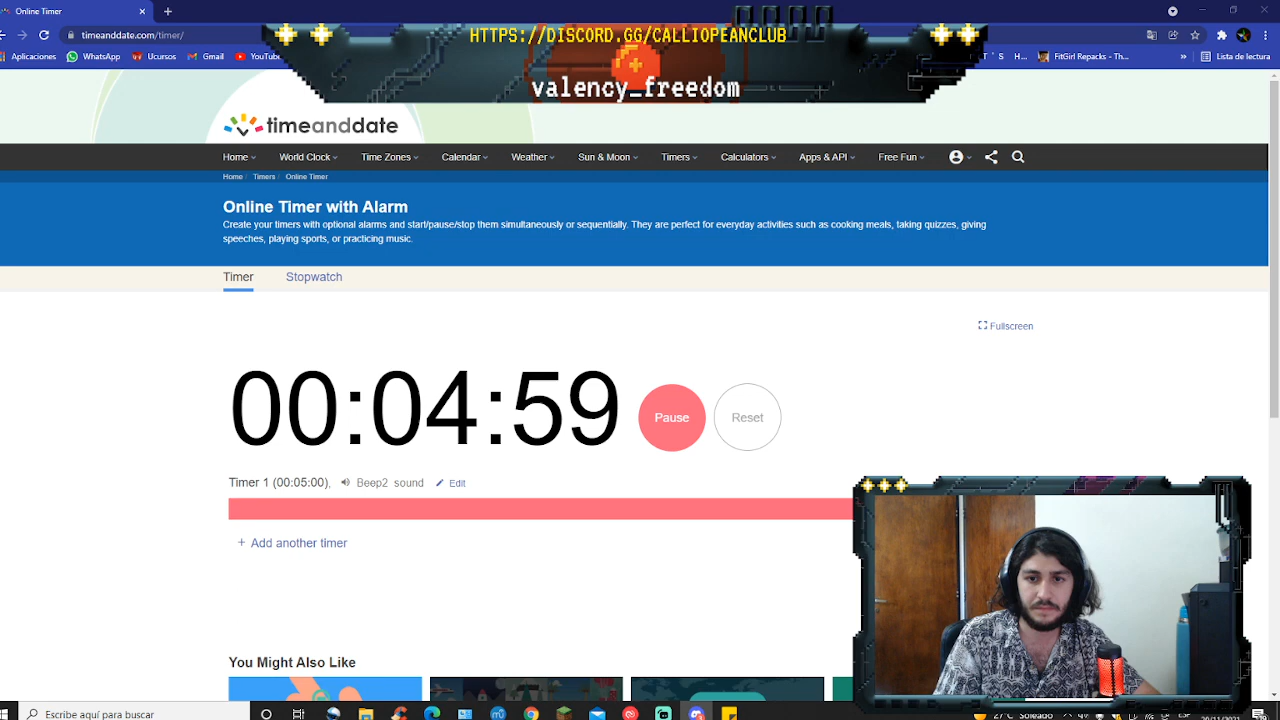 timeanddate.com
HTTPS://DISCORD.GG/CALLIOPEANCLUB
timeanddate.com/timer/
Aplicaciones WhatsApp Ucursos Gmail YouTube FitGirl Repacks - Th... » Lista de lectura
valency_freedom
timeanddate
Home World Clock Time Zones Calendar Weather Sun & Moon Timers Calculators Apps & API Free Fun
Home / Timers / Online Timer
Online Timer with Alarm
Create your timers with optional alarms and start/pause/stop them simultaneously or sequentially. They are perfect for everyday activities such as cooking meals, taking quizzes, giving
speeches, playing sports, or practicing music.
Timer Stopwatch
Fullscreen
00:04:59 Pause Reset
Timer 1 (00:05:00), Beep2 sound Edit
+ Add another timer
You Might Also Like
Escribe aquí para buscar